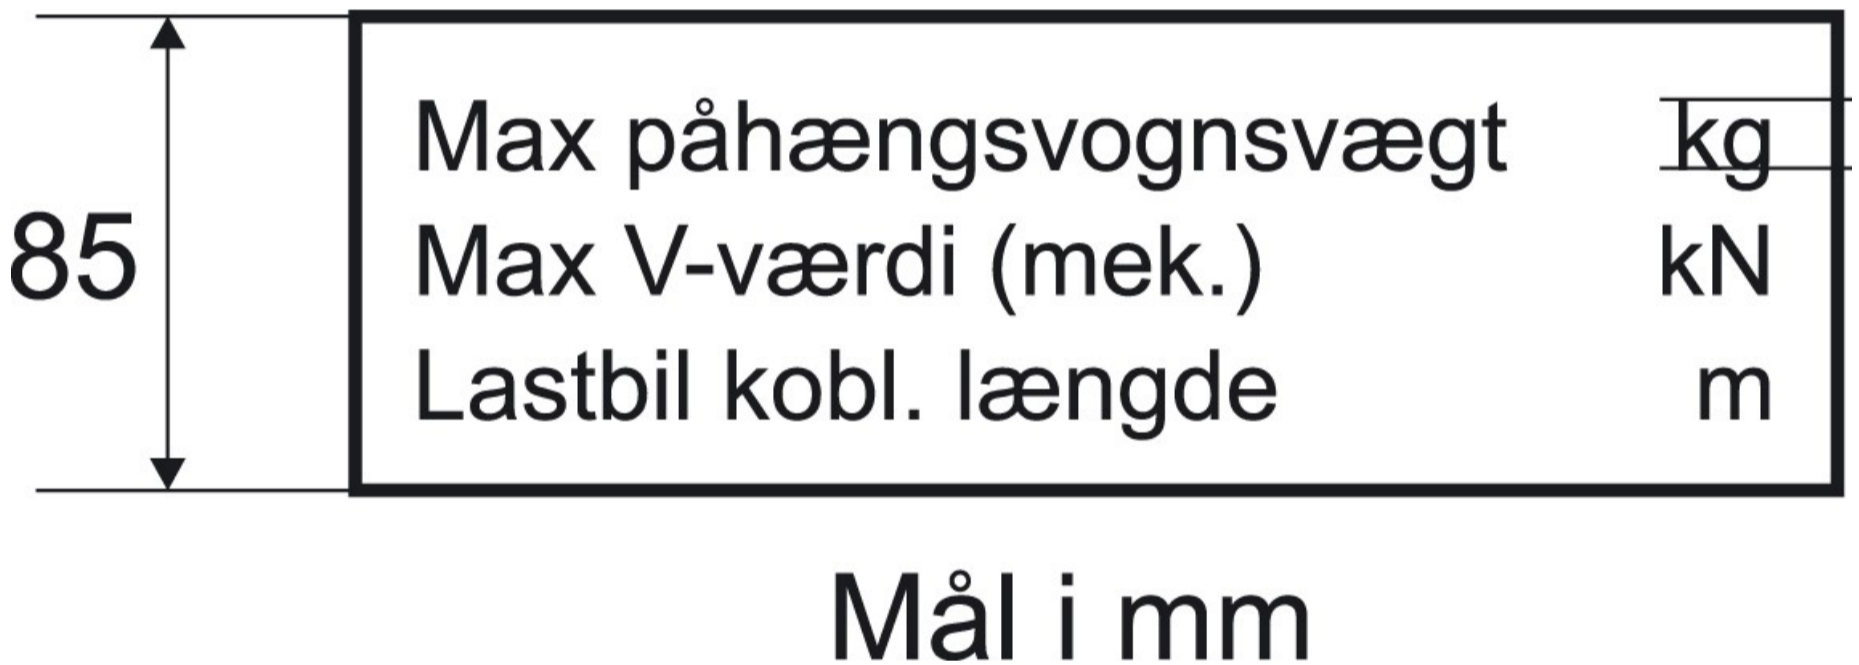 Max påhængsvognsvægt kg
85
Max V-værdi (mek.) kN
Lastbil kobl. længde m
Mål i mm